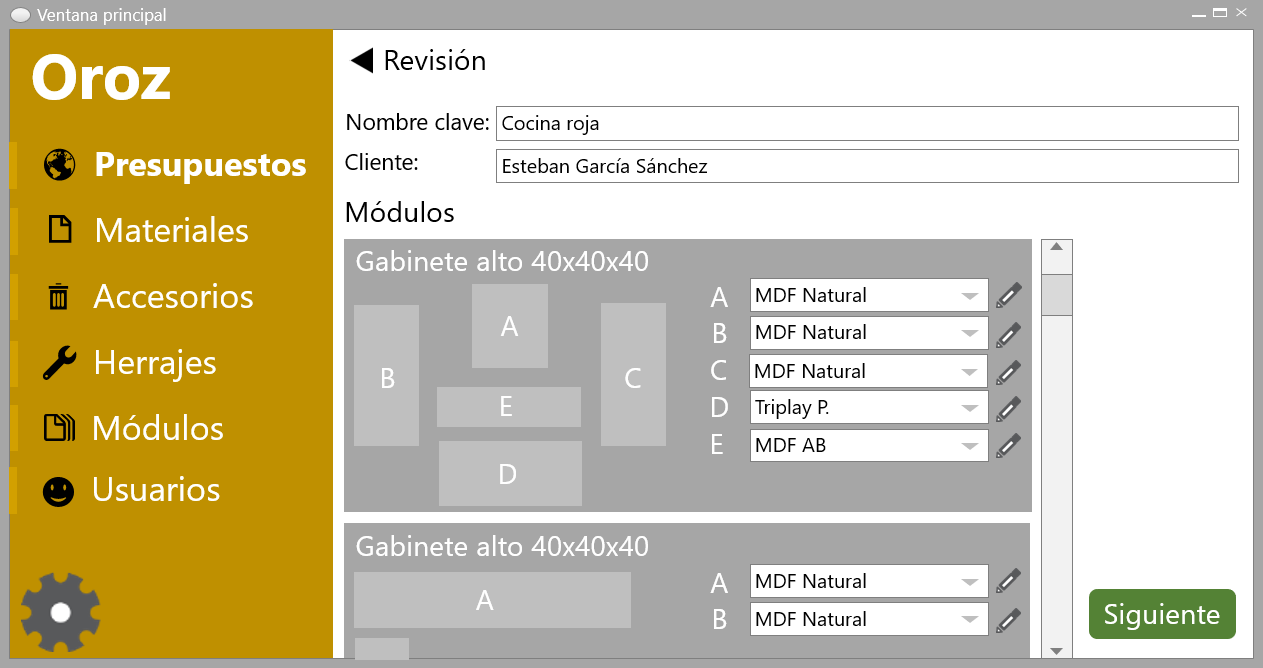 Ventana principal
Oroz
Presupuestos
Materiales
Accesorios
Herrajes
Módulos
Usuarios
Revisión
Nombre clave: Cocina roja
Cliente: Esteban García Sánchez
Módulos
Gabinete alto 40x40x40
A
B
C
E
D
A MDF Natural
B MDF Natural
C MDF Natural
D Triplay P.
E MDF AB
Gabinete alto 40x40x40
A
A MDF Natural
B MDF Natural
Siguiente